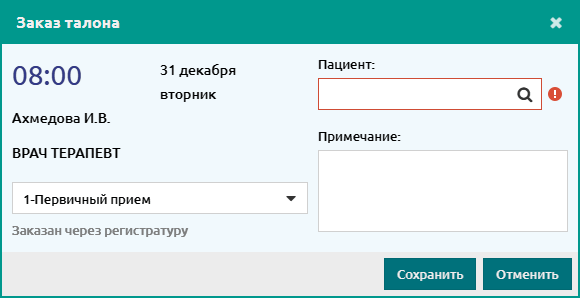 Заказ талона
08:00
31 декабря
вторник
Ахмедова И.В.
ВРАЧ ТЕРАПЕВТ
1-Первичный прием
Заказан через регистратуру
Пациент:
Примечание:
Сохранить
Отменить